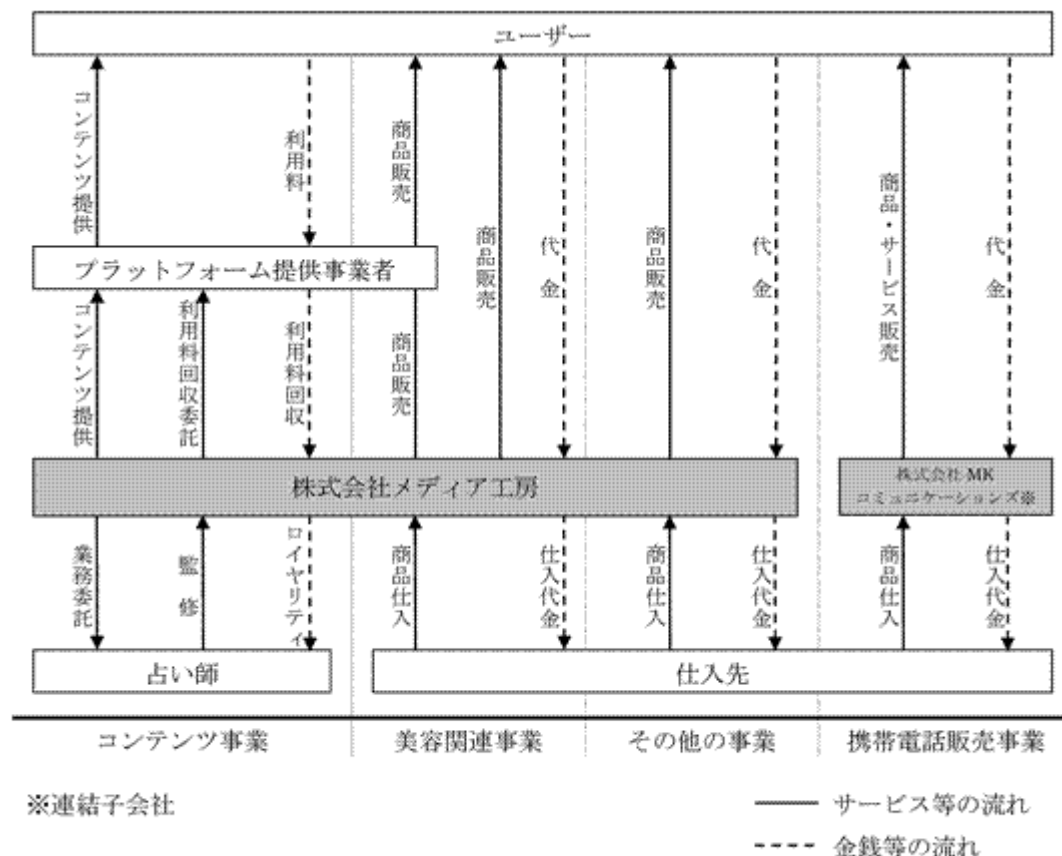 ユーザー
コンテンツ提供
利用料
商品販売
商品販売
代金
商品販売
代金
商品・サービス販売
代金
プラットフォーム提供事業者
コンテンツ提供
利用料回収委託
利用料回収
商品販売
株式会社メディア工房
株式会社 MK
コミュニケーションズ※
業務委託
監修
ロイヤリティ
商品仕入
仕入代金
商品仕入
仕入代金
商品仕入
仕入代金
占い師
仕入先
コンテンツ事業
美容関連事業
その他の事業
携帯電話販売事業
※連結子会社
サービス等の流れ
金銭等の流れ